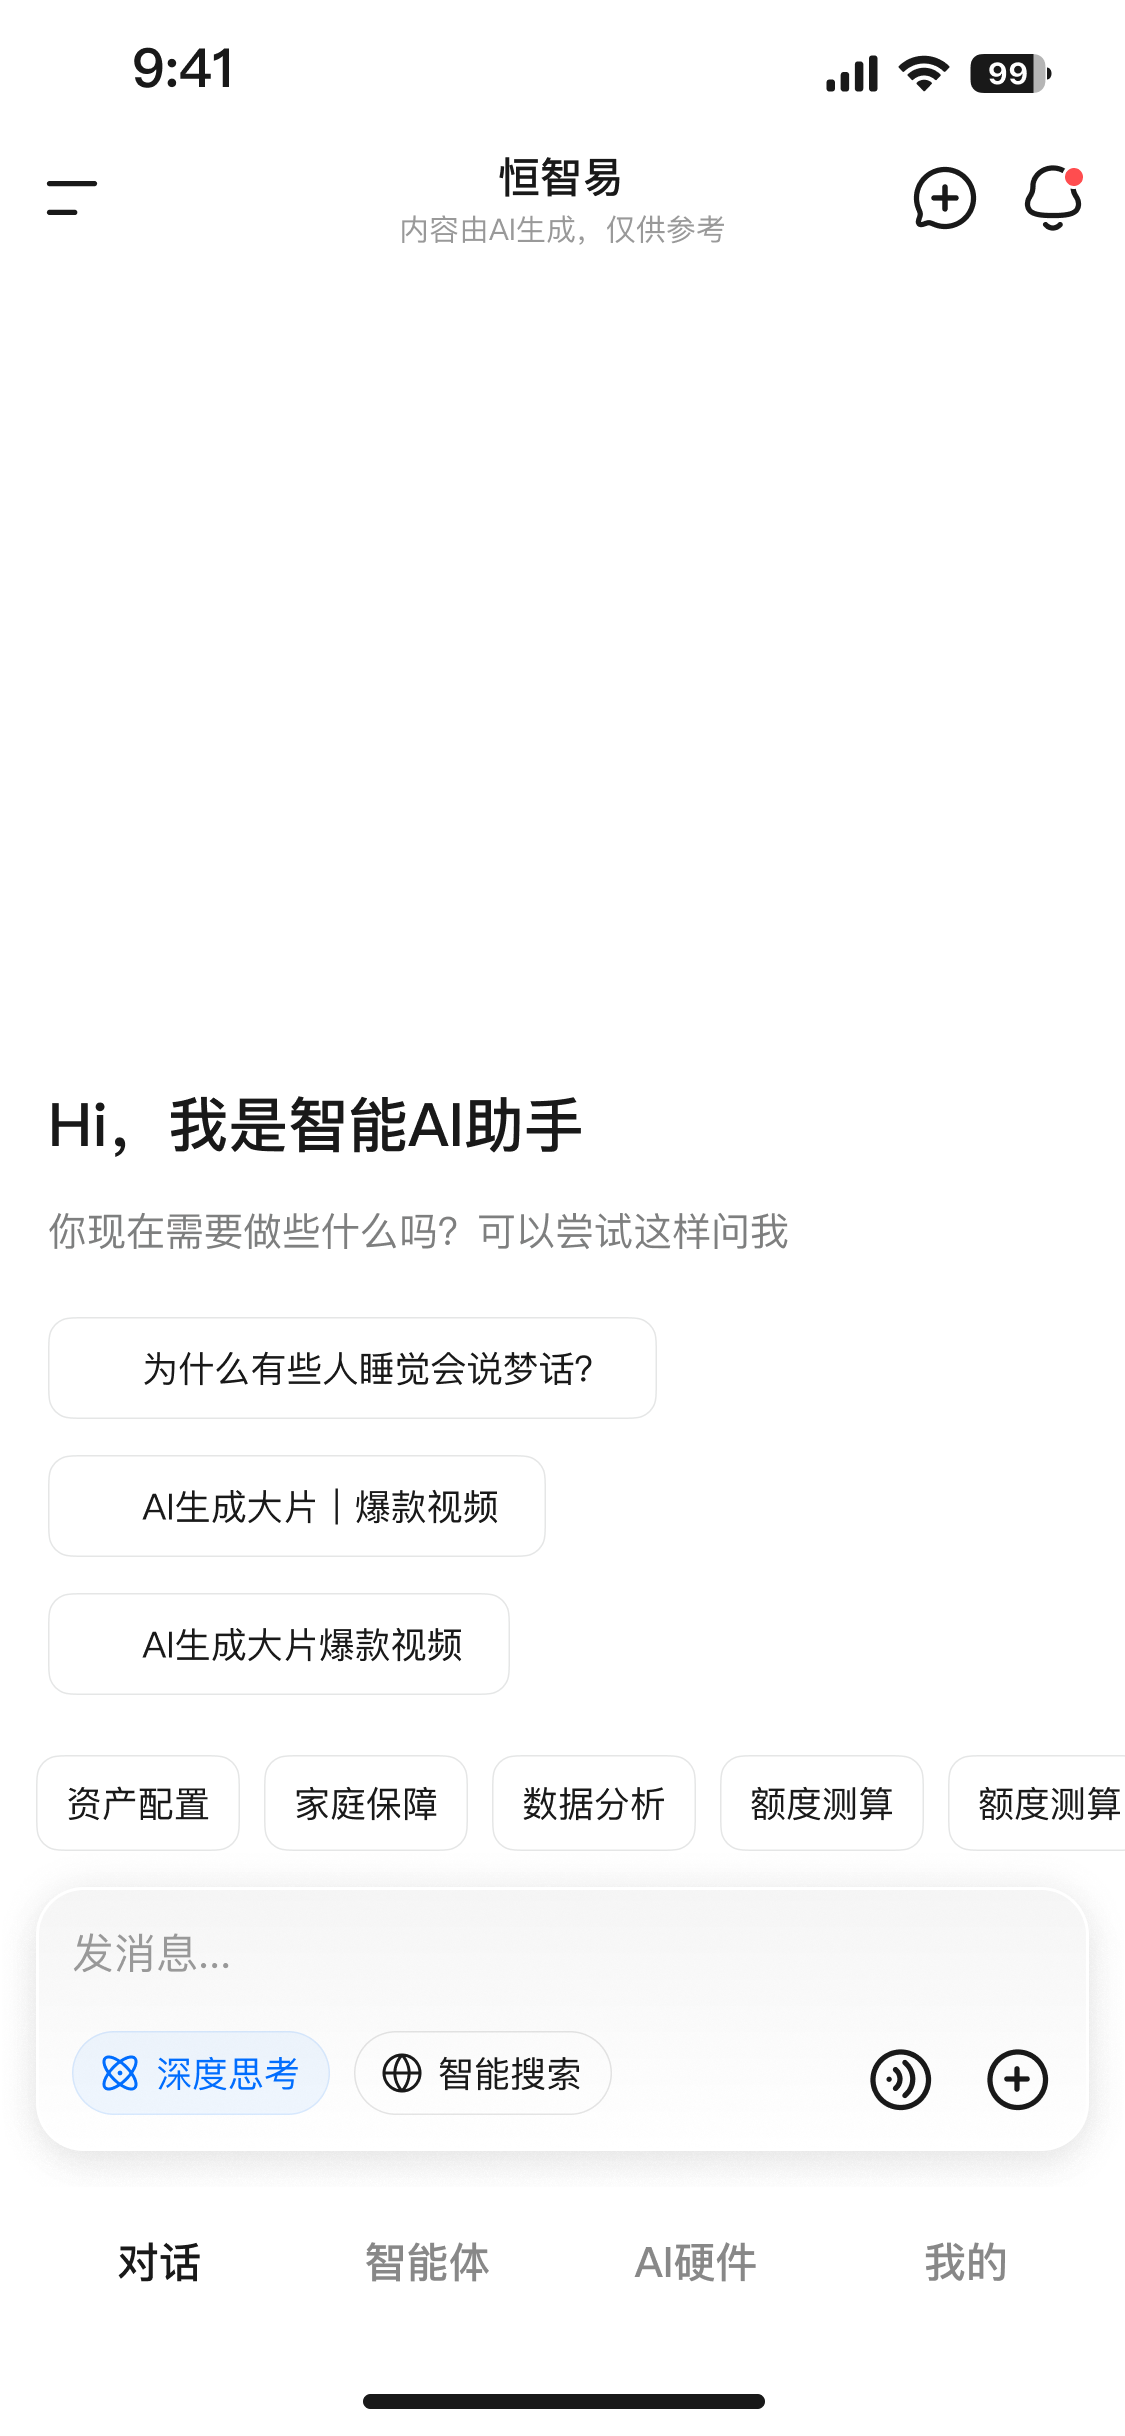 9:41
99
恒智易
内容由AI生成，仅供参考
Hi，我是智能AI助手
你现在需要做些什么吗？可以尝试这样问我
为什么有些人睡觉会说梦话？
AI生成大片｜爆款视频
AI生成大片爆款视频
资产配置 家庭保障 数据分析 额度测算 额度测算
发消息...
深度思考 智能搜索
对话 智能体 AI硬件 我的